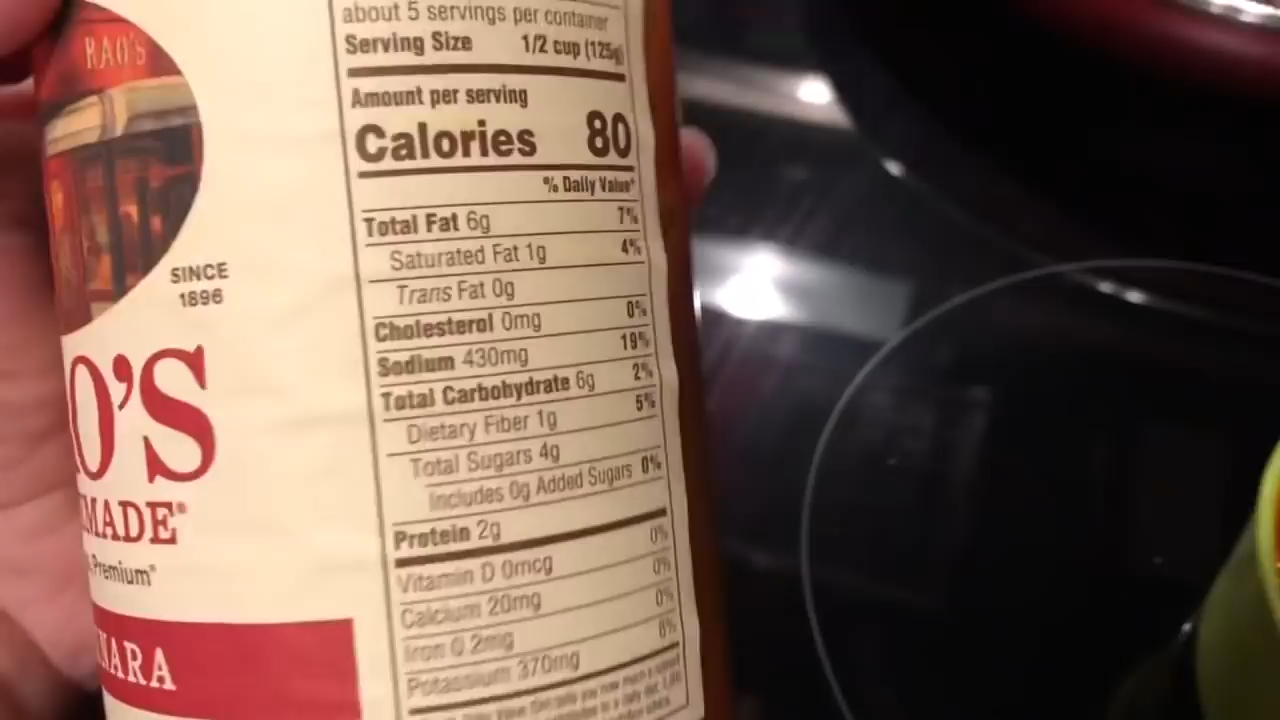 RAO'S
SINCE
1896
O'S
MADE®
Premium®
NARA
about 5 servings per container
Serving Size 1/2 cup (125g)
Amount per serving
Calories 80
% Daily Value*
Total Fat 6g 7%
Saturated Fat 1g 4%
Trans Fat 0g
Cholesterol 0mg 0%
Sodium 430mg 19%
Total Carbohydrate 6g 2%
Dietary Fiber 1g 5%
Total Sugars 4g
Includes 0g Added Sugars 0%
Protein 2g
Vitamin D 0mcg 0%
Calcium 20mg 0%
Iron 0.2mg 0%
Potassium 370mg 8%